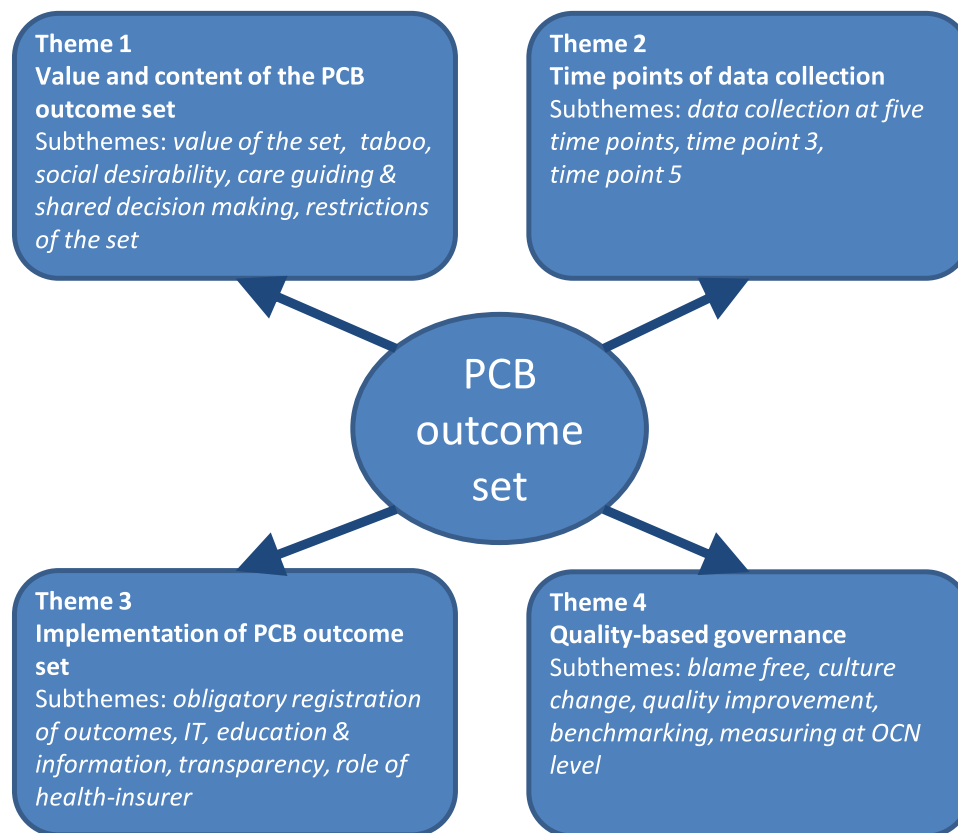 Theme 1
Value and content of the PCB
outcome set
Subthemes: value of the set, taboo,
social desirability, care guiding &
shared decision making, restrictions
of the set
Theme 2
Time points of data collection
Subthemes: data collection at five
time points, time point 3,
time point 5
PCB
outcome
set
Theme 3
Implementation of PCB outcome
set
Subthemes: obligatory registration
of outcomes, IT, education &
information, transparency, role of
health-insurer
Theme 4
Quality-based governance
Subthemes: blame free, culture
change, quality improvement,
benchmarking, measuring at OCN
level